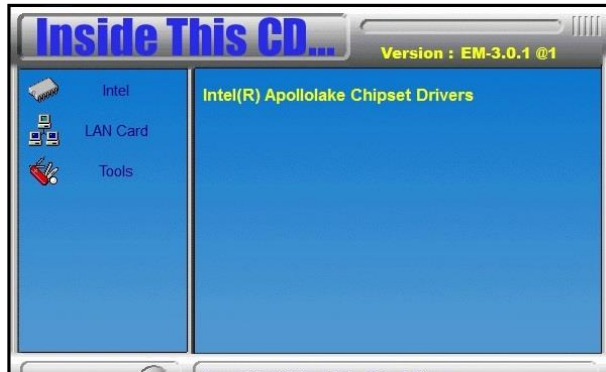 Inside This CD...
Version : EM-3.0.1 @1
Intel
LAN Card
Tools
Intel(R) Apollolake Chipset Drivers